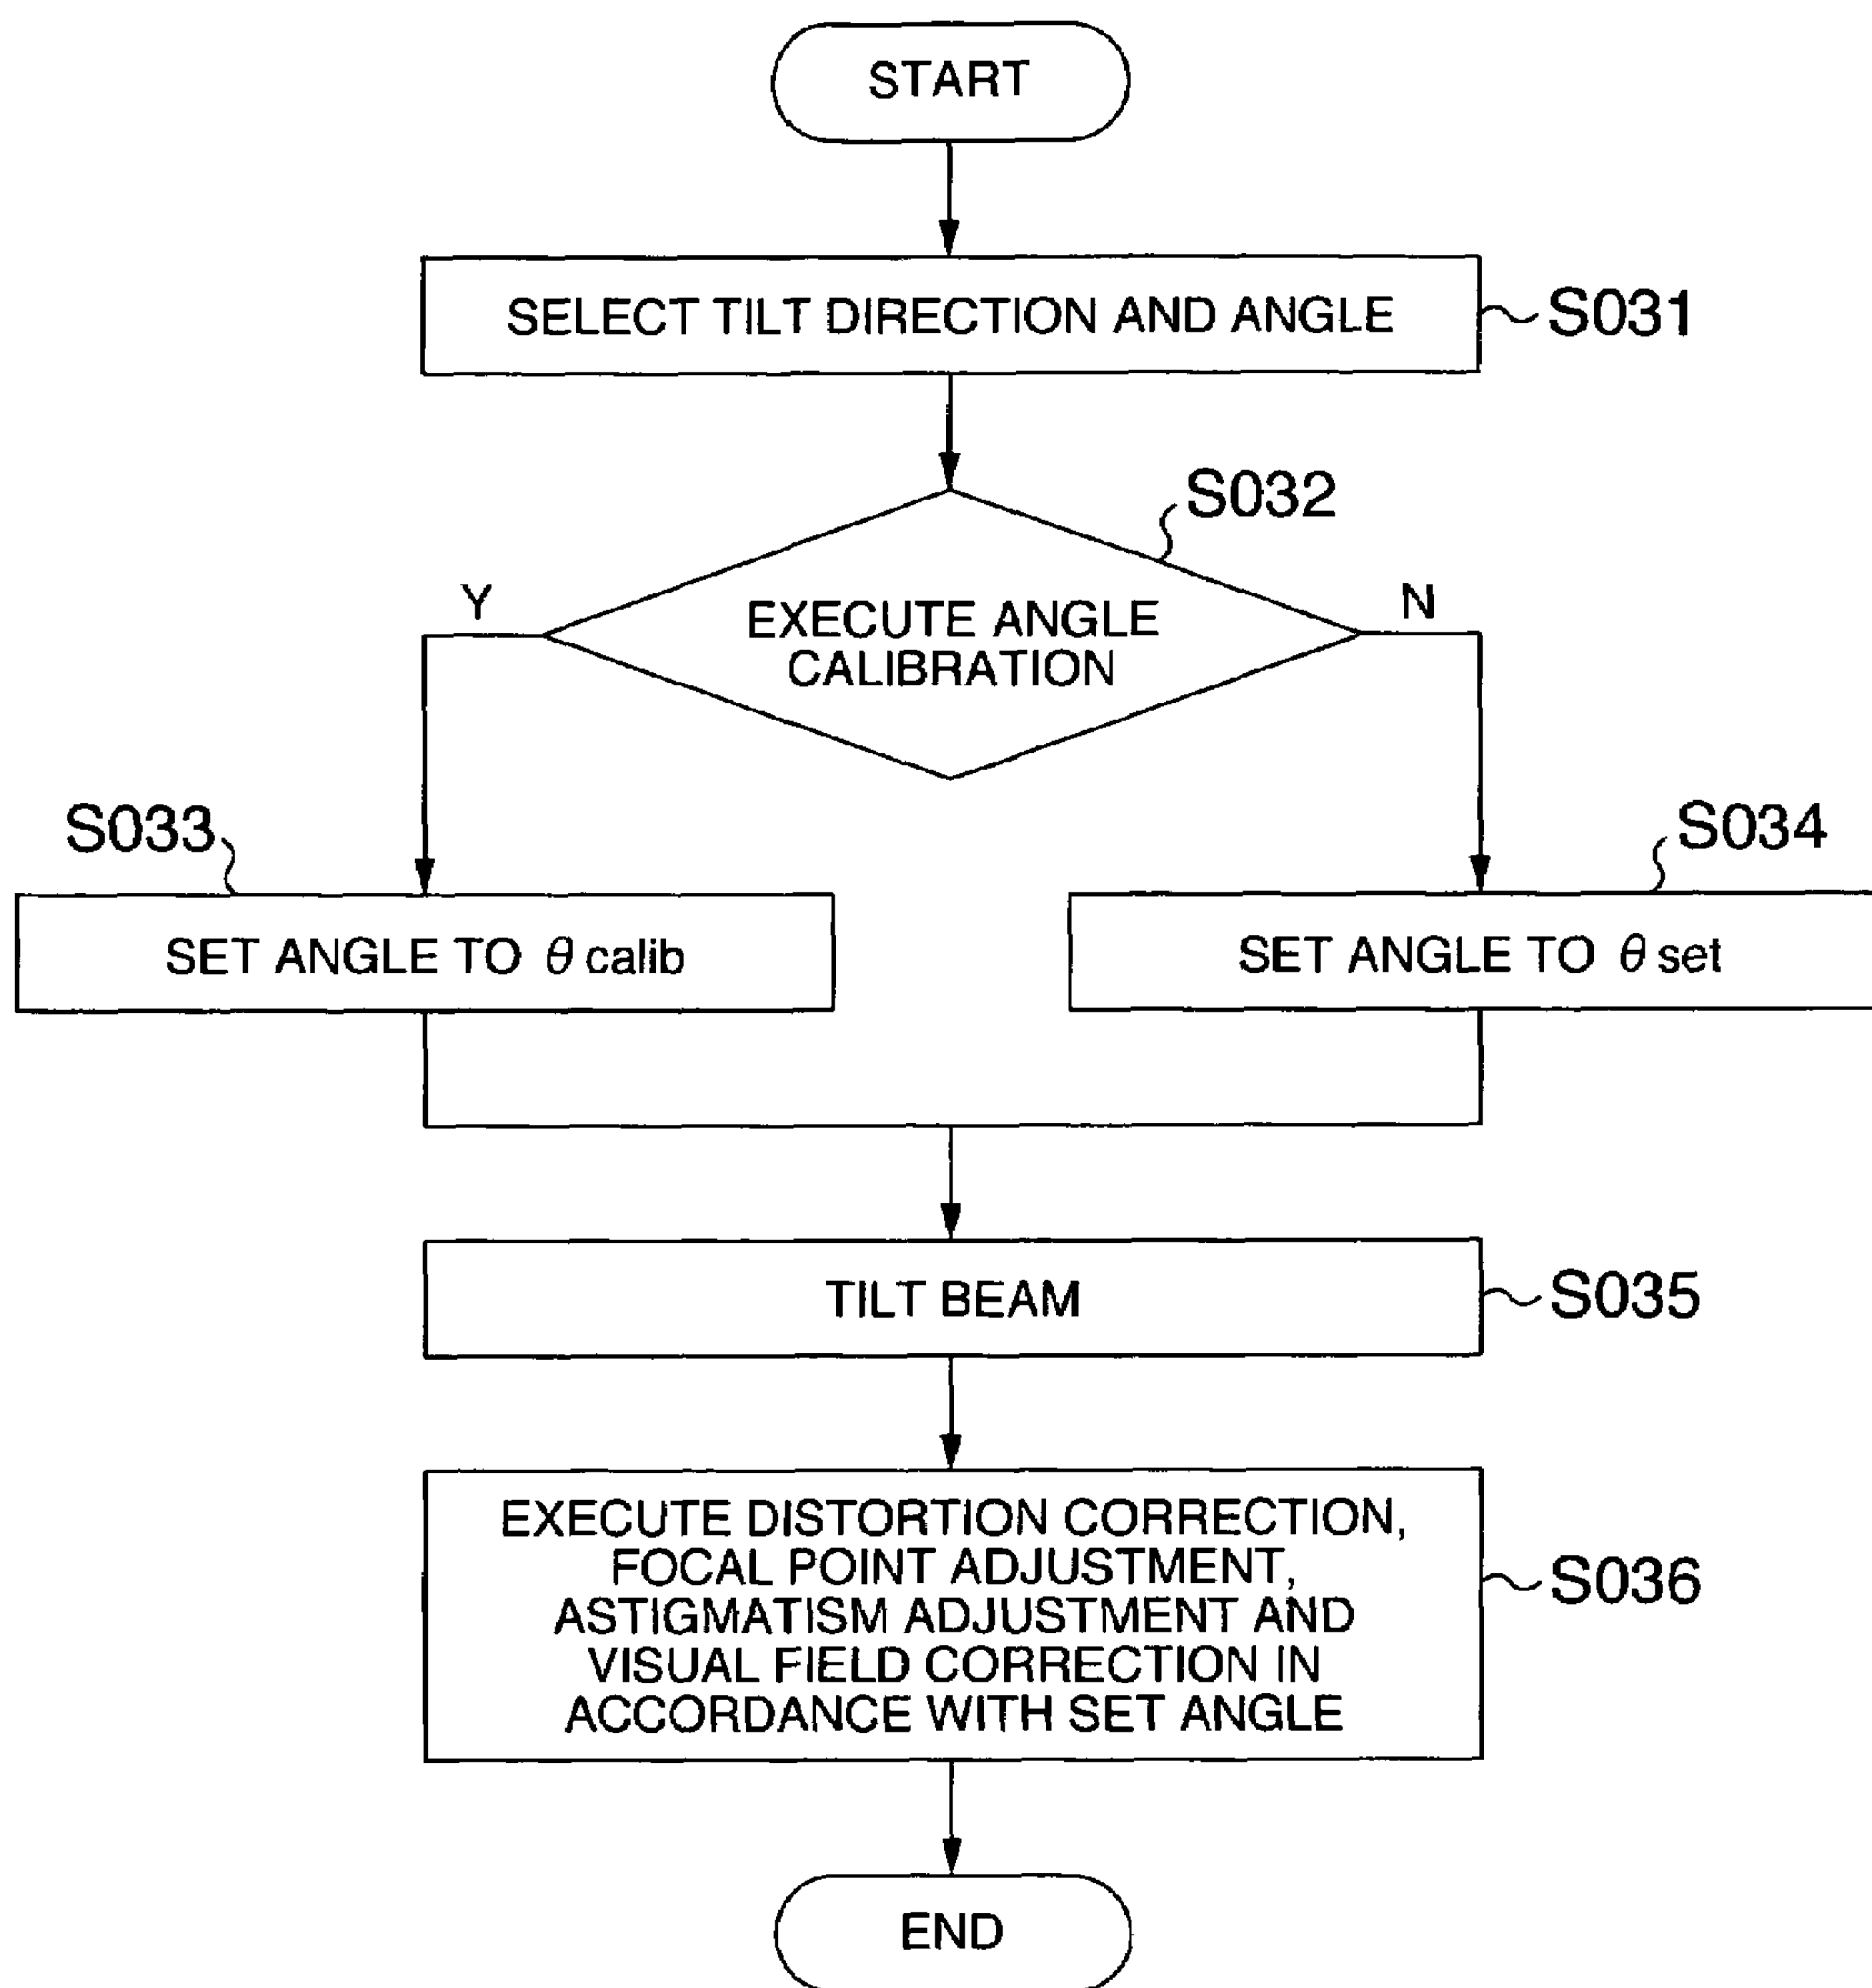 START
SELECT TILT DIRECTION AND ANGLE
S031
S032
Y
EXECUTE ANGLE
CALIBRATION
N
S033
S034
SET ANGLE TO θ calib
SET ANGLE TO θ set
TILT BEAM
S035
EXECUTE DISTORTION CORRECTION,
FOCAL POINT ADJUSTMENT,
ASTIGMATISM ADJUSTMENT AND
VISUAL FIELD CORRECTION IN
ACCORDANCE WITH SET ANGLE
S036
END